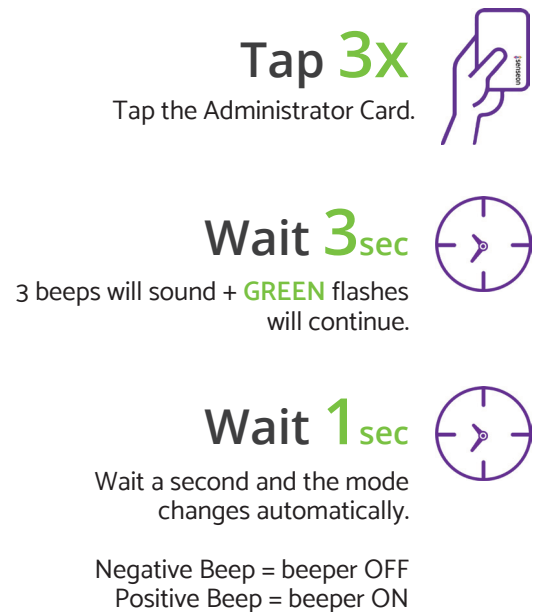 Tap 3x
Tap the Administrator Card.
senseon
Wait 3sec
3 beeps will sound + GREEN flashes
will continue.
Wait 1sec
Wait a second and the mode
changes automatically.
Negative Beep = beeper OFF
Positive Beep = beeper ON